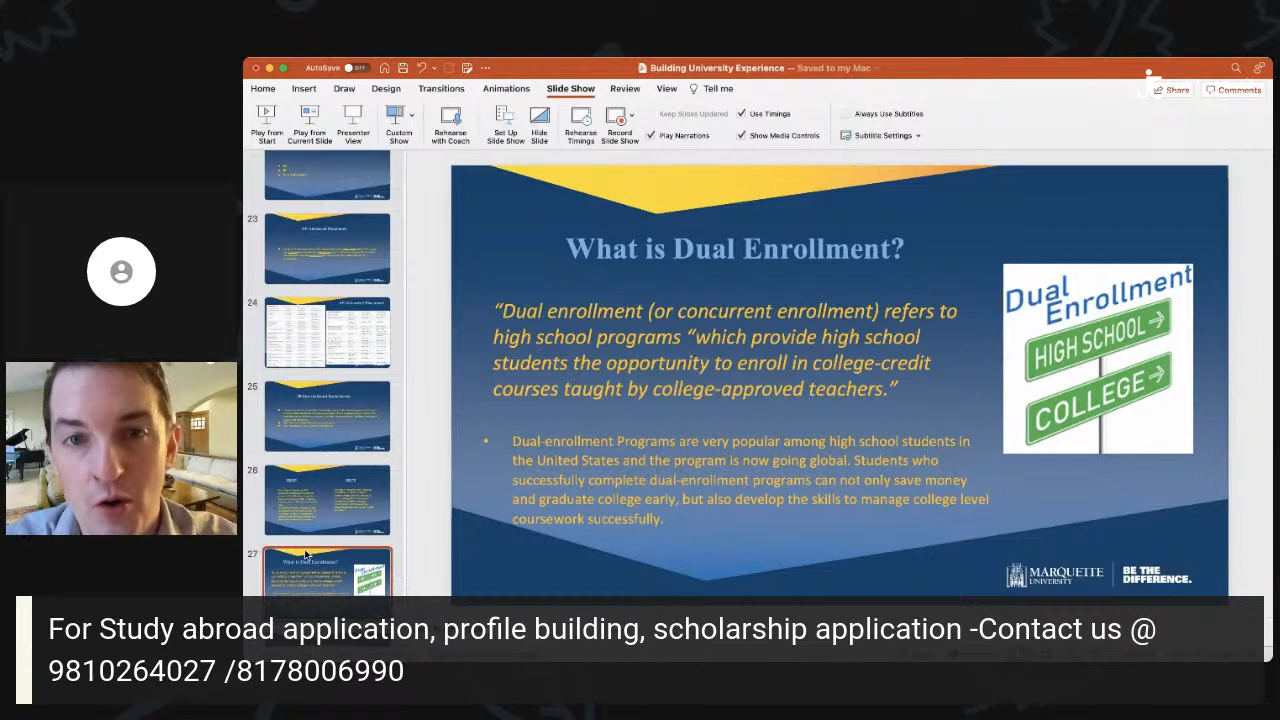 AutoSave OFF
Building University Experience — Saved to my Mac
Home Insert Draw Design Transitions Animations Slide Show Review View Tell me
Share Comments
Play from Start
Play from Current Slide
Presenter View
Custom Show
Rehearse with Coach
Set Up Slide Show
Hide Slide
Rehearse Timings
Record Slide Show
Keep Slides Updated
Use Timings
Play Narrations
Show Media Controls
Always Use Subtitles
Subtitle Settings
23
24
25
26
27
What is Dual Enrollment?
“Dual enrollment (or concurrent enrollment) refers to
high school programs “which provide high school
students the opportunity to enroll in college-credit
courses taught by college-approved teachers.”
• Dual-enrollment Programs are very popular among high school students in
the United States and the program is now going global. Students who
successfully complete dual-enrollment programs can not only save money
and graduate college early, but also develop the skills to manage college level
coursework successfully.
Dual
Enrollment
HIGH SCHOOL
COLLEGE
MARQUETTE
UNIVERSITY
BE THE
DIFFERENCE.
For Study abroad application, profile building, scholarship application -Contact us @
9810264027 /8178006990